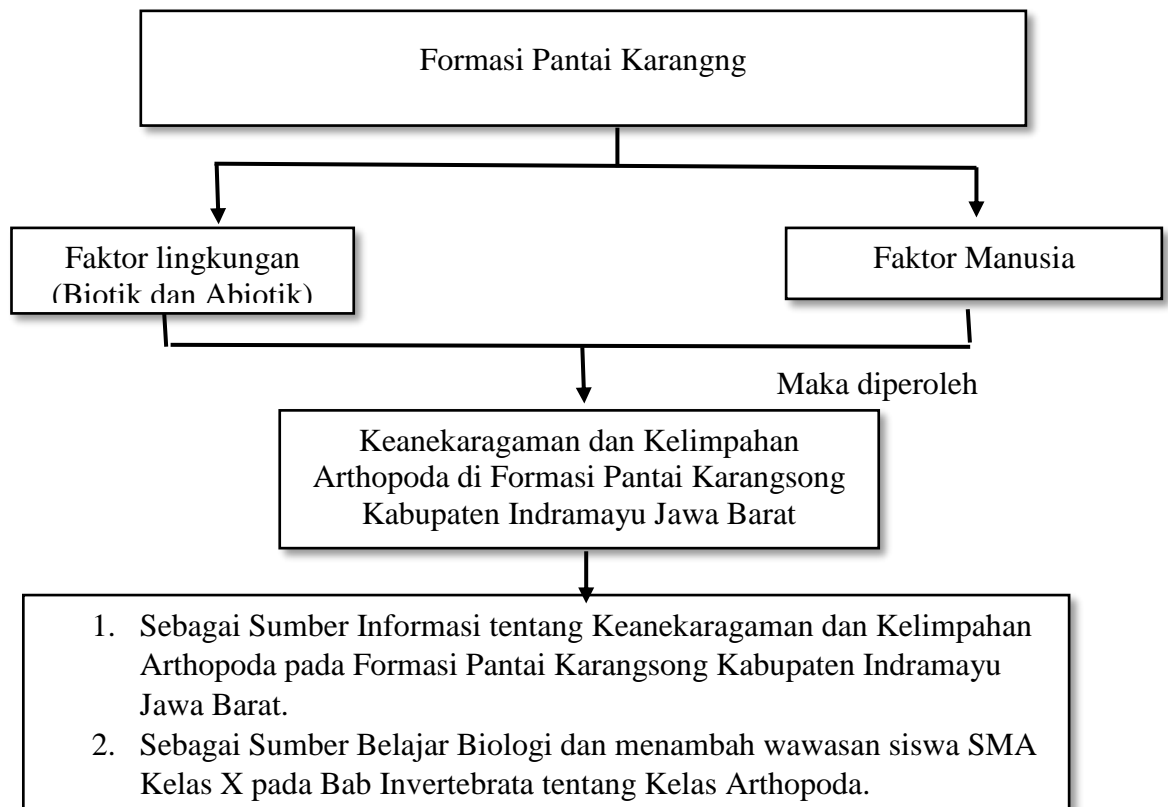 Formasi Pantai Karangng
Faktor lingkungan
(Biotik dan Abiotik)
Faktor Manusia
Maka diperoleh
Keanekaragaman dan Kelimpahan
Arthopoda di Formasi Pantai Karangsong
Kabupaten Indramayu Jawa Barat
1. Sebagai Sumber Informasi tentang Keanekaragaman dan Kelimpahan
Arthopoda pada Formasi Pantai Karangsong Kabupaten Indramayu
Jawa Barat.
2. Sebagai Sumber Belajar Biologi dan menambah wawasan siswa SMA
Kelas X pada Bab Invertebrata tentang Kelas Arthopoda.